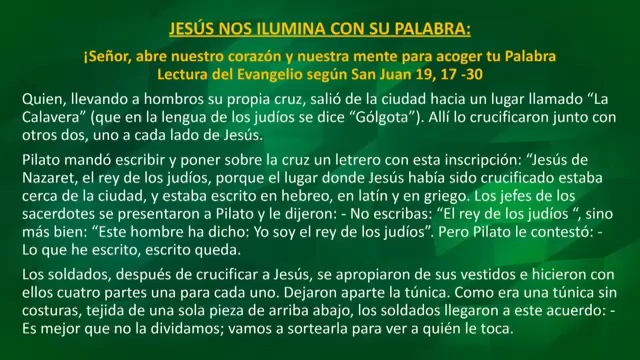 JESÚS NOS ILUMINA CON SU PALABRA:
¡Señor, abre nuestro corazón y nuestra mente para acoger tu Palabra
Lectura del Evangelio según San Juan 19, 17 -30
Quien, llevando a hombros su propia cruz, salió de la ciudad hacia un lugar llamado “La
Calavera” (que en la lengua de los judíos se dice “Gólgota”). Allí lo crucificaron junto con
otros dos, uno a cada lado de Jesús.
Pilato mandó escribir y poner sobre la cruz un letrero con esta inscripción: “Jesús de
Nazaret, el rey de los judíos, porque el lugar donde Jesús había sido crucificado estaba
cerca de la ciudad, y estaba escrito en hebreo, en latín y en griego. Los jefes de los
sacerdotes se presentaron a Pilato y le dijeron: - No escribas: “El rey de los judíos “, sino
más bien: “Este hombre ha dicho: Yo soy el rey de los judíos”. Pero Pilato le contestó: -
Lo que he escrito, escrito queda.
Los soldados, después de crucificar a Jesús, se apropiaron de sus vestidos e hicieron con
ellos cuatro partes una para cada uno. Dejaron aparte la túnica. Como era una túnica sin
costuras, tejida de una sola pieza de arriba abajo, los soldados llegaron a este acuerdo: -
Es mejor que no la dividamos; vamos a sortearla para ver a quién le toca.